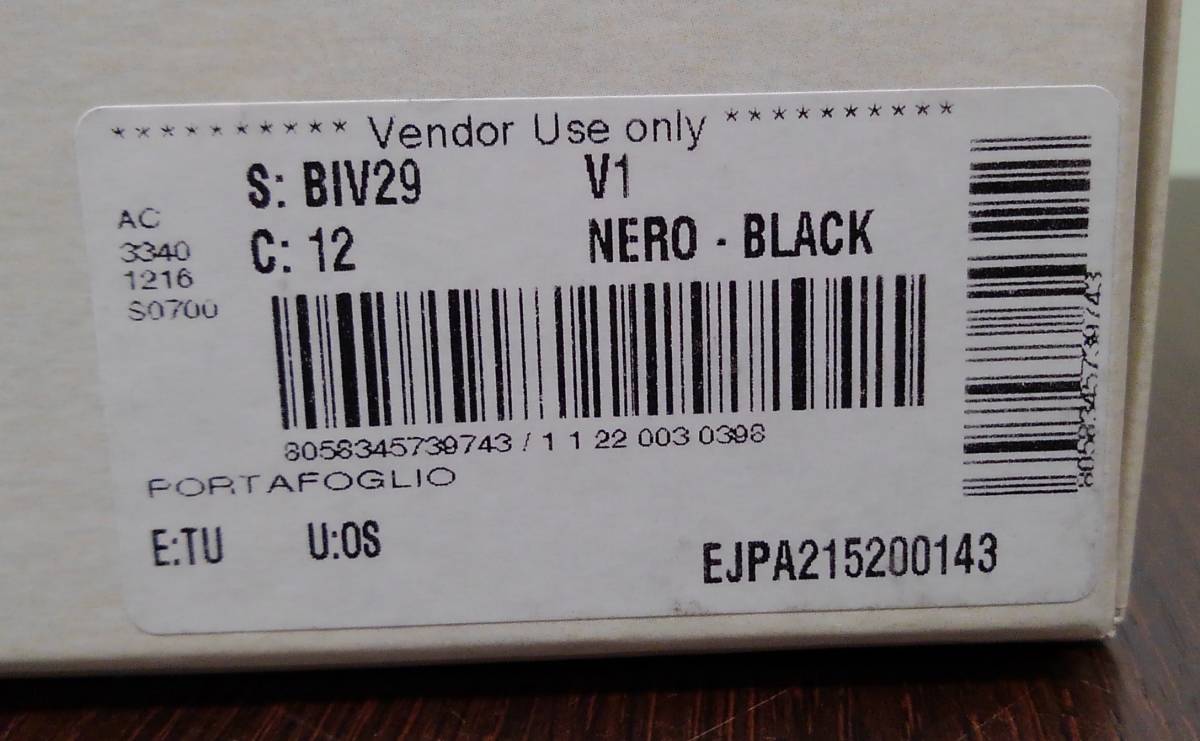 ********** Vendor Use only **********
S: BIV29 V1
AC
3340
1216
S0700
C: 12 NERO - BLACK
8058345739743 / 1 1 22 003 0398
PORTAFOGLIO
E:TU U:OS
EJPA215200143
8058345739743